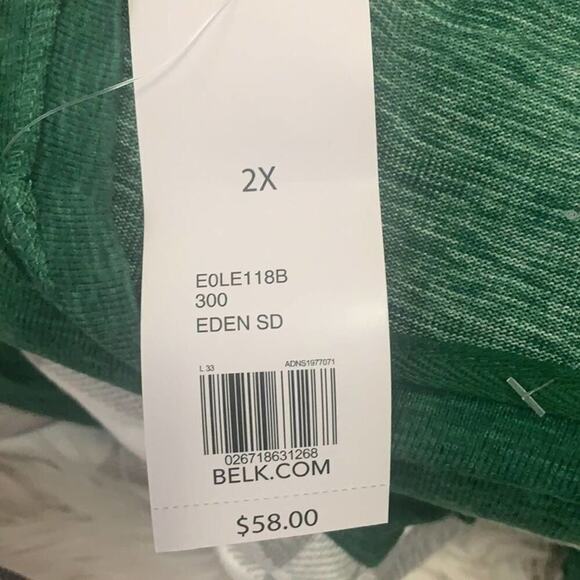 2X
E0LE118B
300
EDEN SD
L 33 ADNS1977071
026718631268
BELK.COM
$58.00